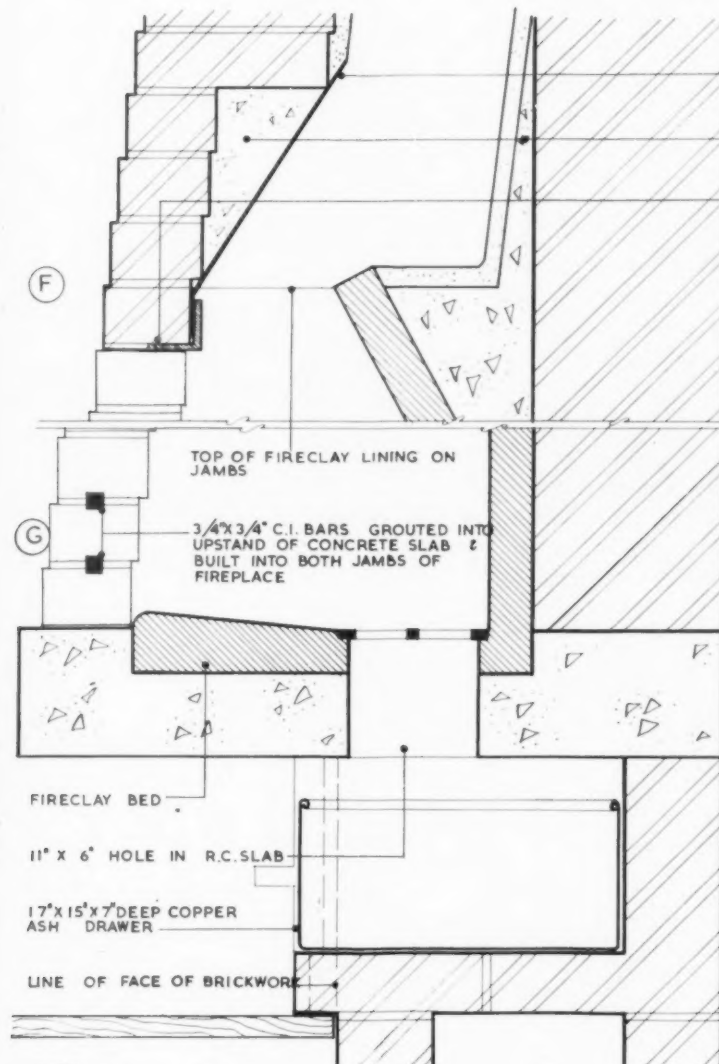 F
TOP OF FIRECLAY LINING ON
JAMBS
G
3/4"X3/4" C.I. BARS GROUTED INTO
UPSTAND OF CONCRETE SLAB &
BUILT INTO BOTH JAMBS OF
FIREPLACE
FIRECLAY BED
11" X 6" HOLE IN R.C. SLAB
17"X15"X7" DEEP COPPER
ASH DRAWER
LINE OF FACE OF BRICKWORK